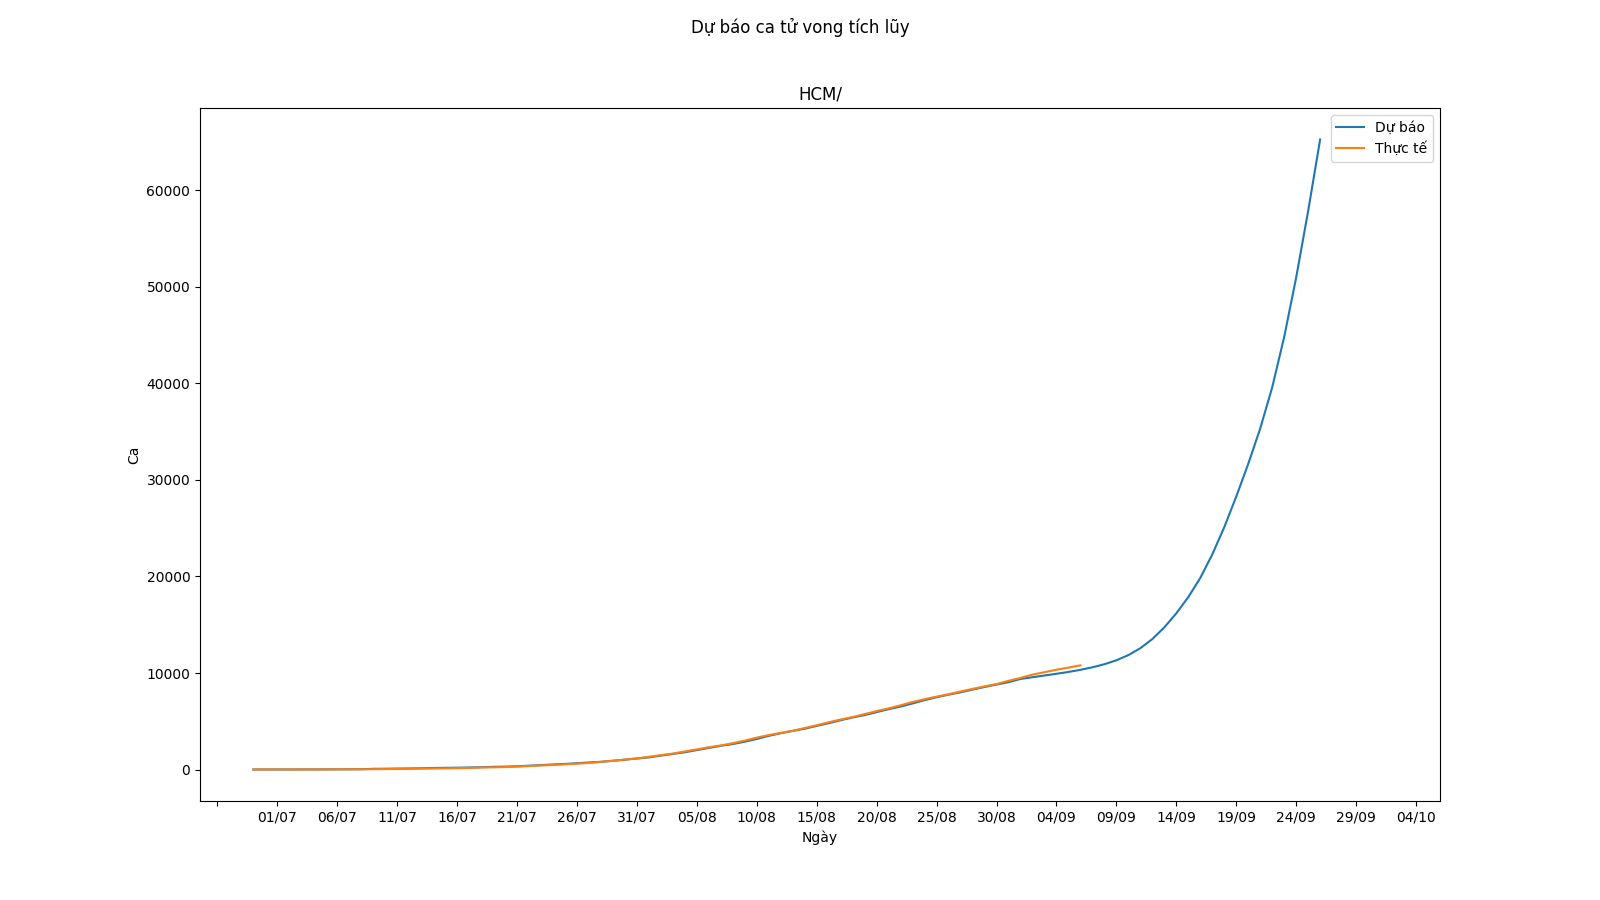 Dự báo ca tử vong tích lũy
HCM/
Dự báo
Thực tế
60000
50000
40000
30000
20000
10000
0
Ca
01/07 06/07 11/07 16/07 21/07 26/07 31/07 05/08 10/08 15/08 20/08 25/08 30/08 04/09 09/09 14/09 19/09 24/09 29/09 04/10
Ngày